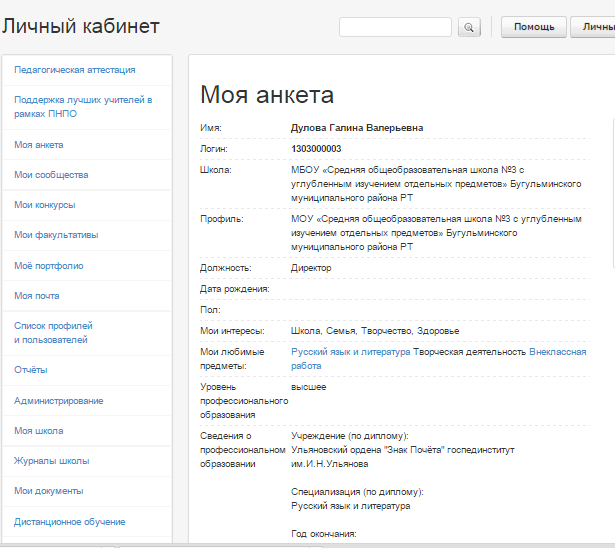 Личный кабинет
Помощь
Личны
Педагогическая аттестация
Поддержка лучших учителей в
рамках ПНПО
Моя анкета
Мои сообщества
Мои конкурсы
Мои факультативы
Моё портфолио
Моя почта
Список профилей
и пользователей
Отчёты
Администрирование
Моя школа
Журналы школы
Мои документы
Дистанционное обучение
Моя анкета
Имя: Дулова Галина Валерьевна
Логин: 1303000003
Школа: МБОУ «Средняя общеобразовательная школа №3 с
углубленным изучением отдельных предметов» Бугульминского
муниципального района РТ
Профиль: МОУ «Средняя общеобразовательная школа №3 с углубленным
изучением отдельных предметов» Бугульминского
муниципального района РТ
Должность: Директор
Дата рождения:
Пол:
Мои интересы: Школа, Семья, Творчество, Здоровье
Мои любимые Русский язык и литература Творческая деятельность Внеклассная
предметы: работа
Уровень высшее
профессионального
образования
Сведения о Учреждение (по диплому):
профессиональном Ульяновский ордена "Знак Почёта" госпединститут
образовании им.И.Н.Ульянова
Специализация (по диплому):
Русский язык и литература
Год окончания: